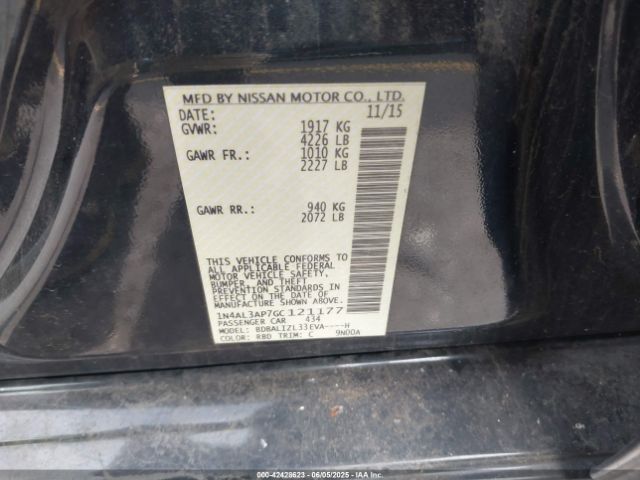 MFD BY NISSAN MOTOR CO., LTD.
DATE: 11/15
GVWR: 1917 KG
4226 LB
GAWR FR.: 1010 KG
2227 LB
GAWR RR.: 940 KG
2072 LB
THIS VEHICLE CONFORMS TO
ALL APPLICABLE FEDERAL
MOTOR VEHICLE SAFETY,
BUMPER, AND THEFT
PREVENTION STANDARDS IN
EFFECT ON THE DATE OF
MANUFACTURE SHOWN ABOVE.
1N4AL3AP7GC121177
PASSENGER CAR 434
MODEL: BDBALIZL33EVA----H
COLOR: RBD TRIM: C 9N00A
000-42428623 | 06/05/2025 - IAA Inc.